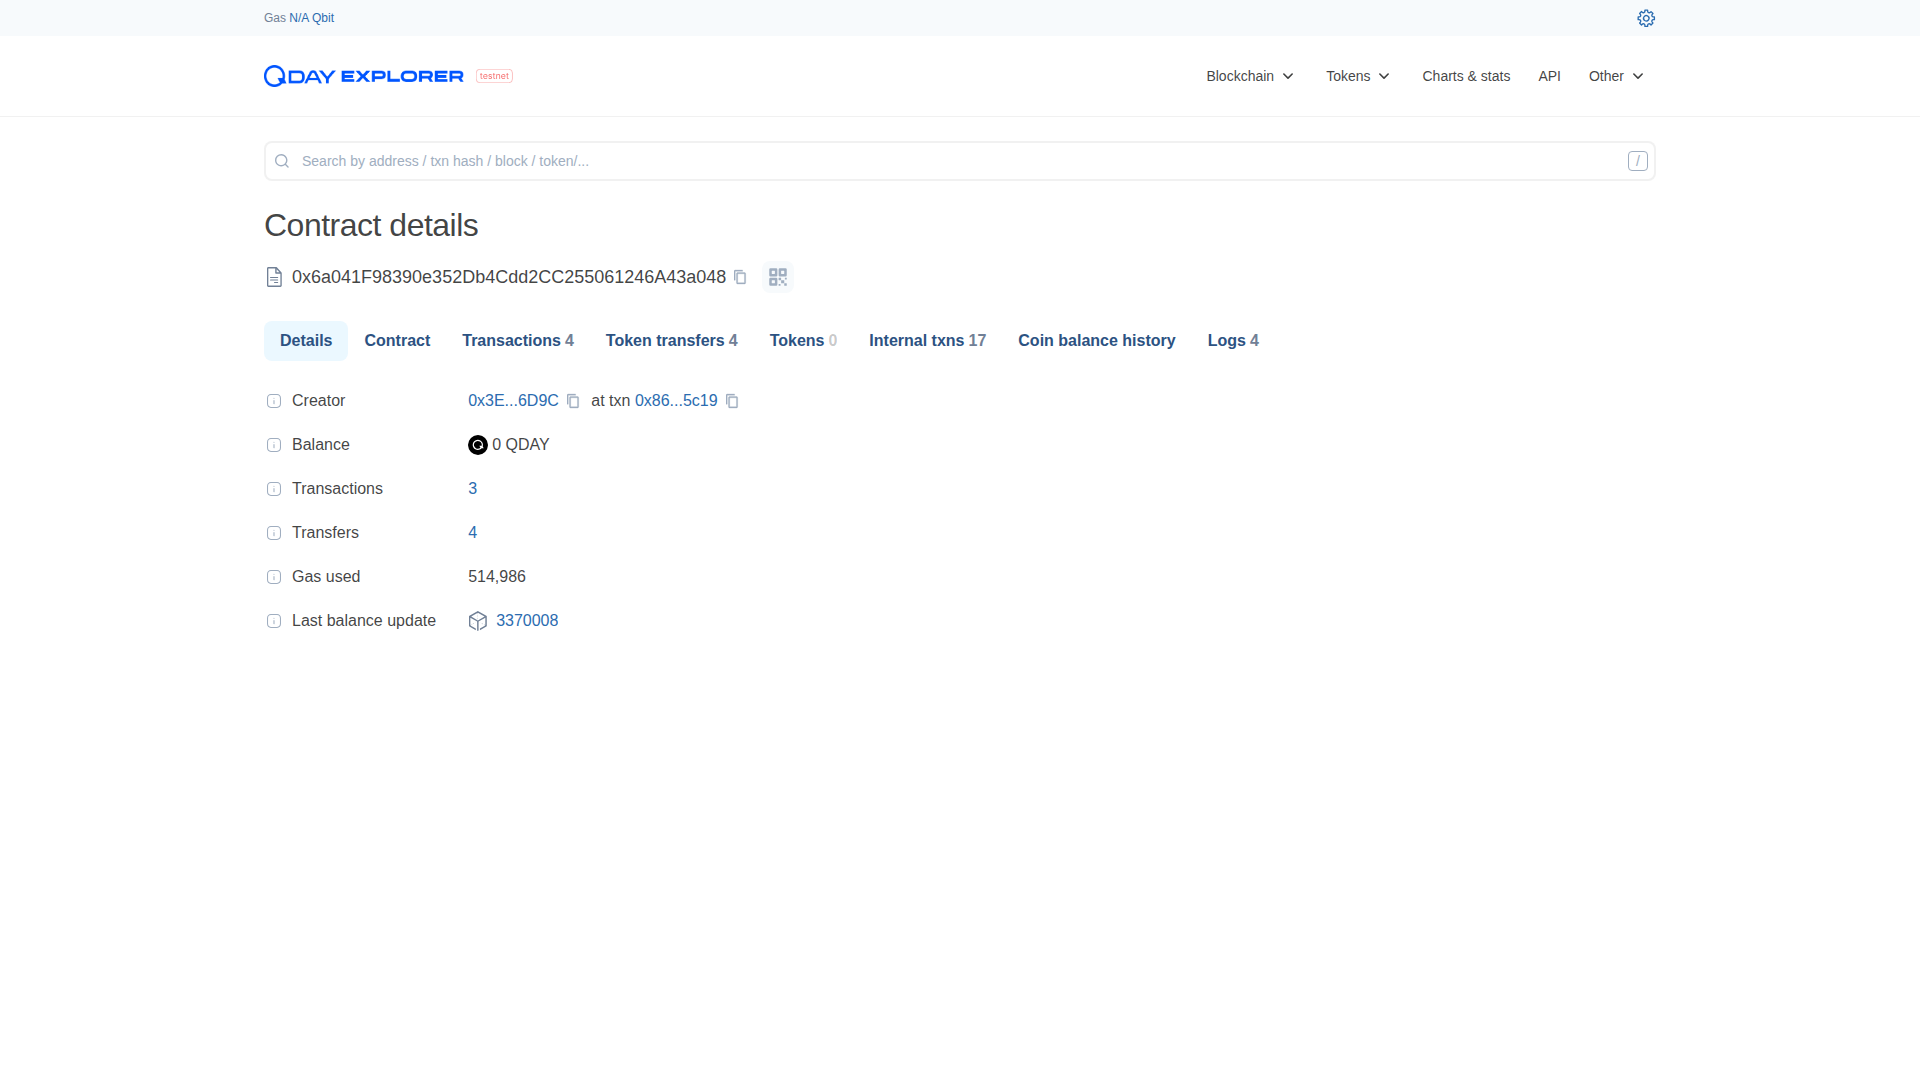 Gas N/A Qbit
QDAY EXPLORER testnet
Blockchain Tokens Charts & stats API Other
Search by address / txn hash / block / token/... /
Contract details
0x6a041F98390e352Db4Cdd2CC255061246A43a048
Details Contract Transactions 4 Token transfers 4 Tokens 0 Internal txns 17 Coin balance history Logs 4
Creator 0x3E...6D9C at txn 0x86...5c19
Balance 0 QDAY
Transactions 3
Transfers 4
Gas used 514,986
Last balance update 3370008